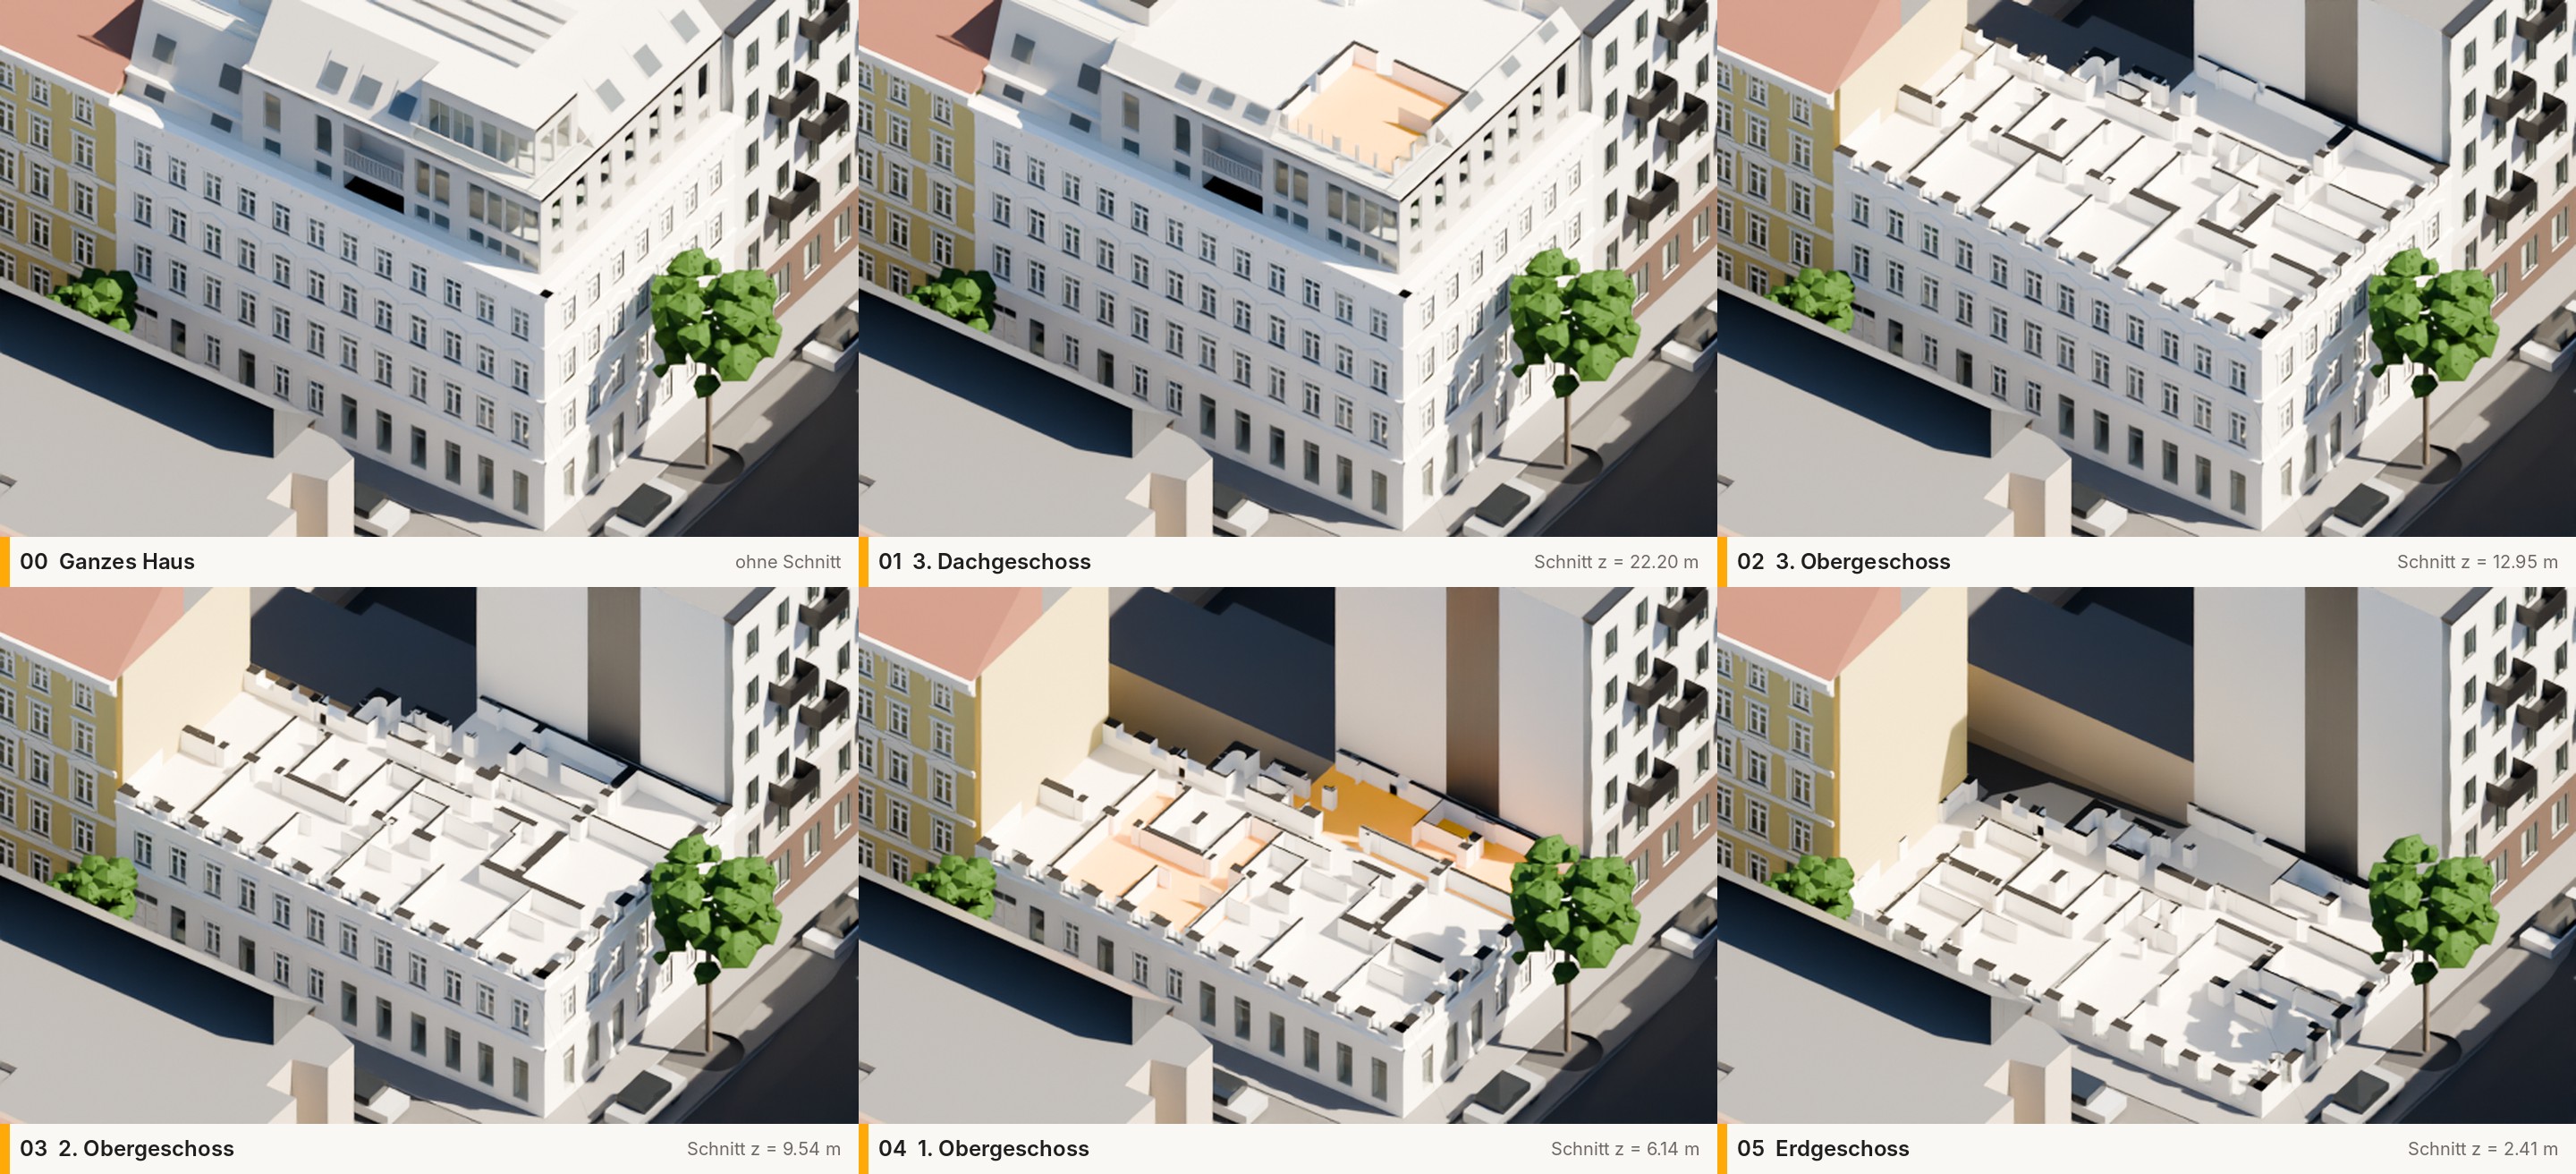 00 Ganzes Haus
ohne Schnitt
01 3. Dachgeschoss
Schnitt z = 22.20 m
02 3. Obergeschoss
Schnitt z = 12.95 m
03 2. Obergeschoss
Schnitt z = 9.54 m
04 1. Obergeschoss
Schnitt z = 6.14 m
05 Erdgeschoss
Schnitt z = 2.41 m